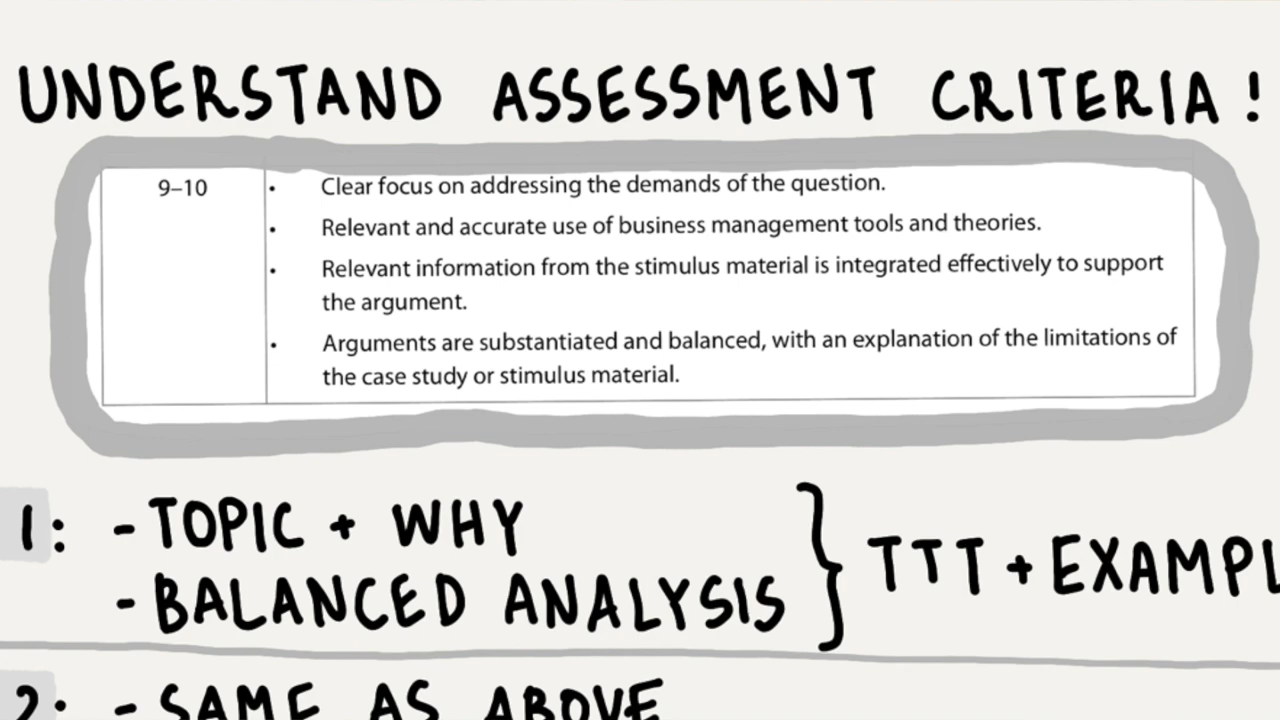 UNDERSTAND ASSESSMENT CRITERIA!
9–10
• Clear focus on addressing the demands of the question.
• Relevant and accurate use of business management tools and theories.
• Relevant information from the stimulus material is integrated effectively to support
the argument.
• Arguments are substantiated and balanced, with an explanation of the limitations of
the case study or stimulus material.
1: - TOPIC + WHY
- BALANCED ANALYSIS
TTT + EXAMPL
2: - SAME AS ABOVE